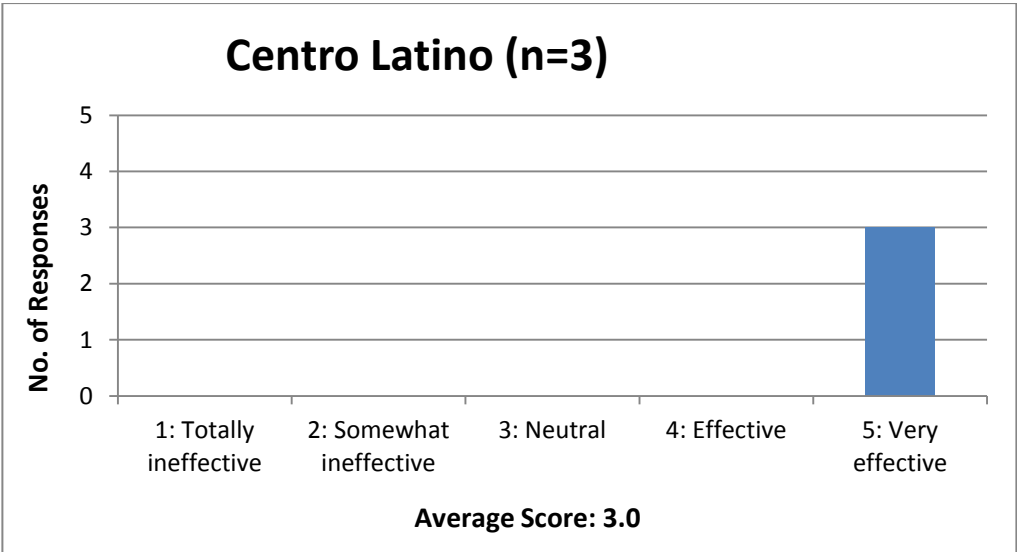 Centro Latino (n=3)
No. of Responses
5
4
3
2
1
0
1: Totally
ineffective
2: Somewhat
ineffective
3: Neutral
4: Effective
5: Very
effective
Average Score: 3.0